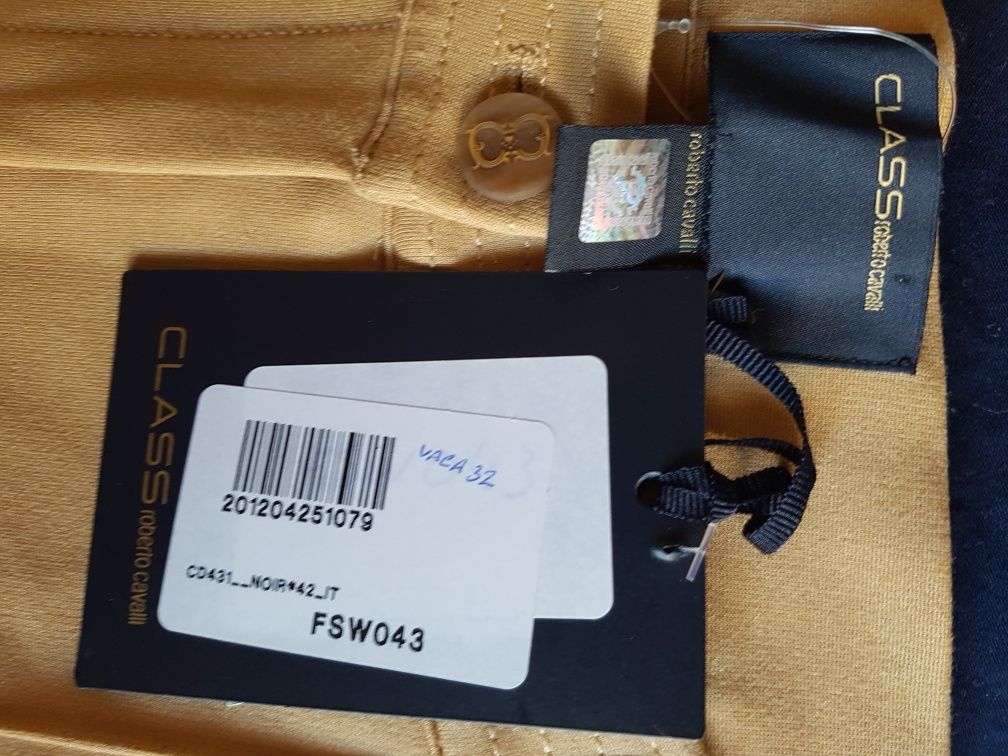 CLASS roberto cavalli
roberto cavalli
CLASS roberto cavalli
201204251079
VACA 32
CD431__NOIR*42_IT
FSW043